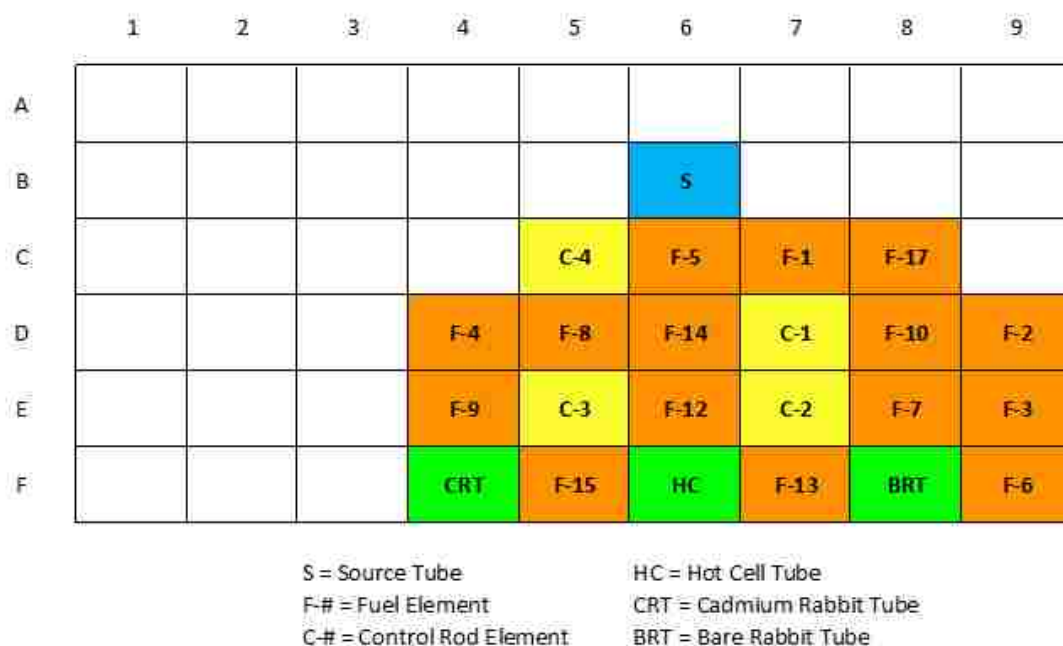 1 2 3 4 5 6 7 8 9
A
B S
C C-4 F-5 F-1 F-17
D F-4 F-8 F-14 C-1 F-10 F-2
E F-9 C-3 F-12 C-2 F-7 F-3
F CRT F-15 HC F-13 BRT F-6
S = Source Tube HC = Hot Cell Tube
F-# = Fuel Element CRT = Cadmium Rabbit Tube
C-# = Control Rod Element BRT = Bare Rabbit Tube